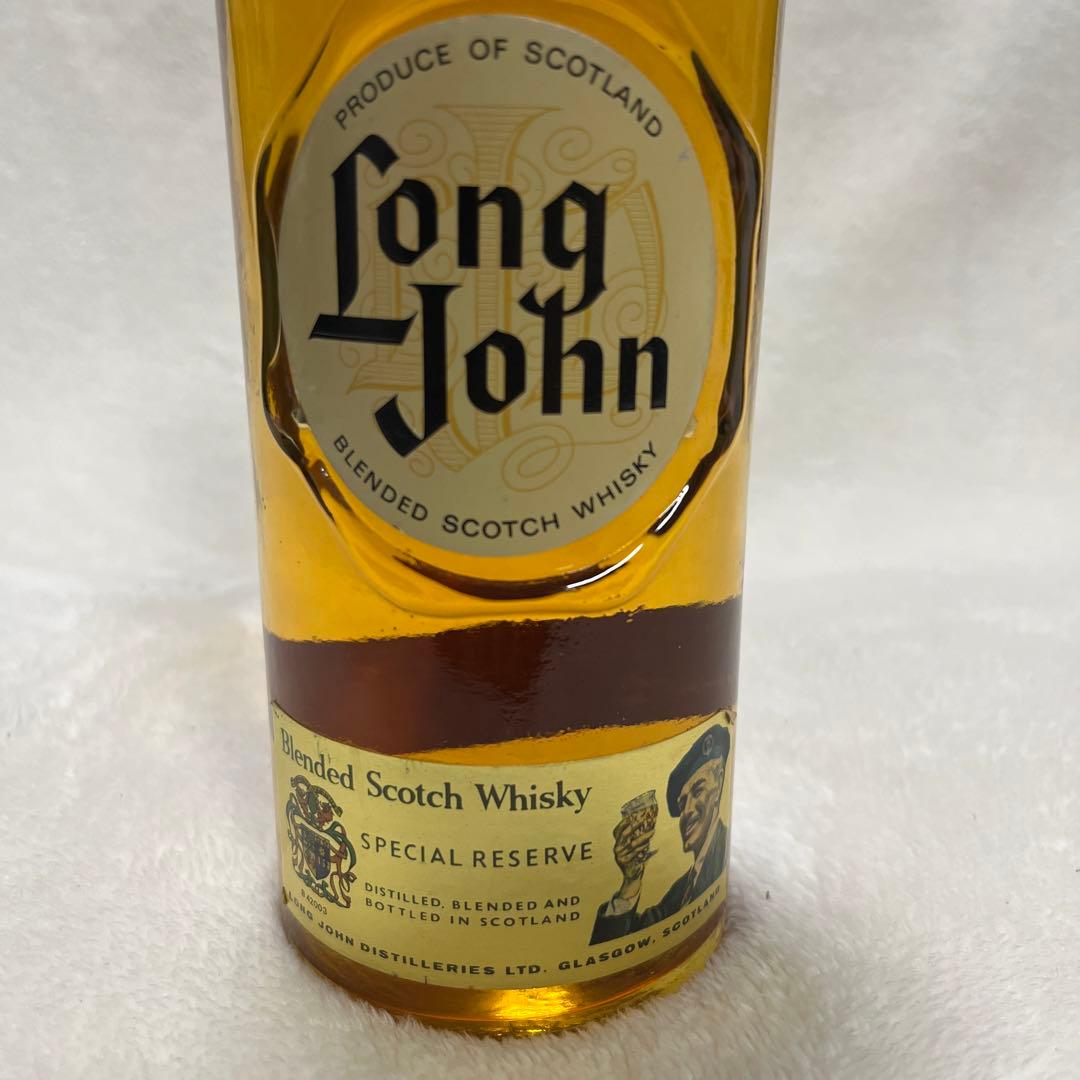 PRODUCE OF SCOTLAND
Long
John
BLENDED SCOTCH WHISKY
Blended Scotch Whisky
SPECIAL RESERVE
DISTILLED, BLENDED AND
BOTTLED IN SCOTLAND
B 42003
LONG JOHN DISTILLERIES LTD. GLASGOW, SCOTLAND